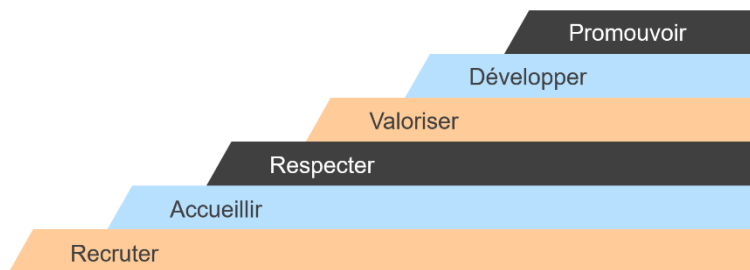 Promouvoir
Développer
Valoriser
Respecter
Accueillir
Recruter